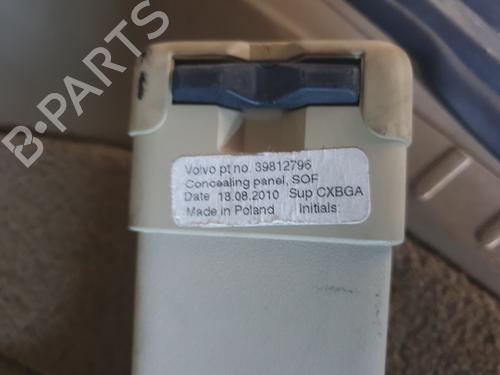 B-PARTS
Volvo pt no. 39812796
Concealing panel, SOF
Date 18.08.2010 Sup CXBGA
Made in Poland Initials: